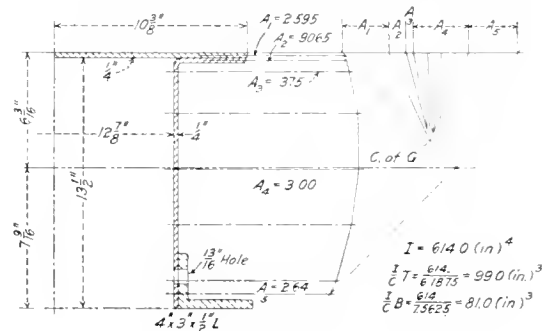 10 3/8"
A1 = 2.595
A2 = .9065
A1 A2 A3 A4 A5
1/4"
A3 = .375
6 3/16"
12 7/8"
1/4"
C. of G
13 1/2"
A4 = 3.00
7 9/16"
13/16" Hole
I = 614.0 (in)^4
I/C T = 614./6.1875 = 99.0 (in.)^3
A5 = 2.64
I/C B = 614/7.5625 = 81.0 (in.)^3
4" x 3" x 1/2" L